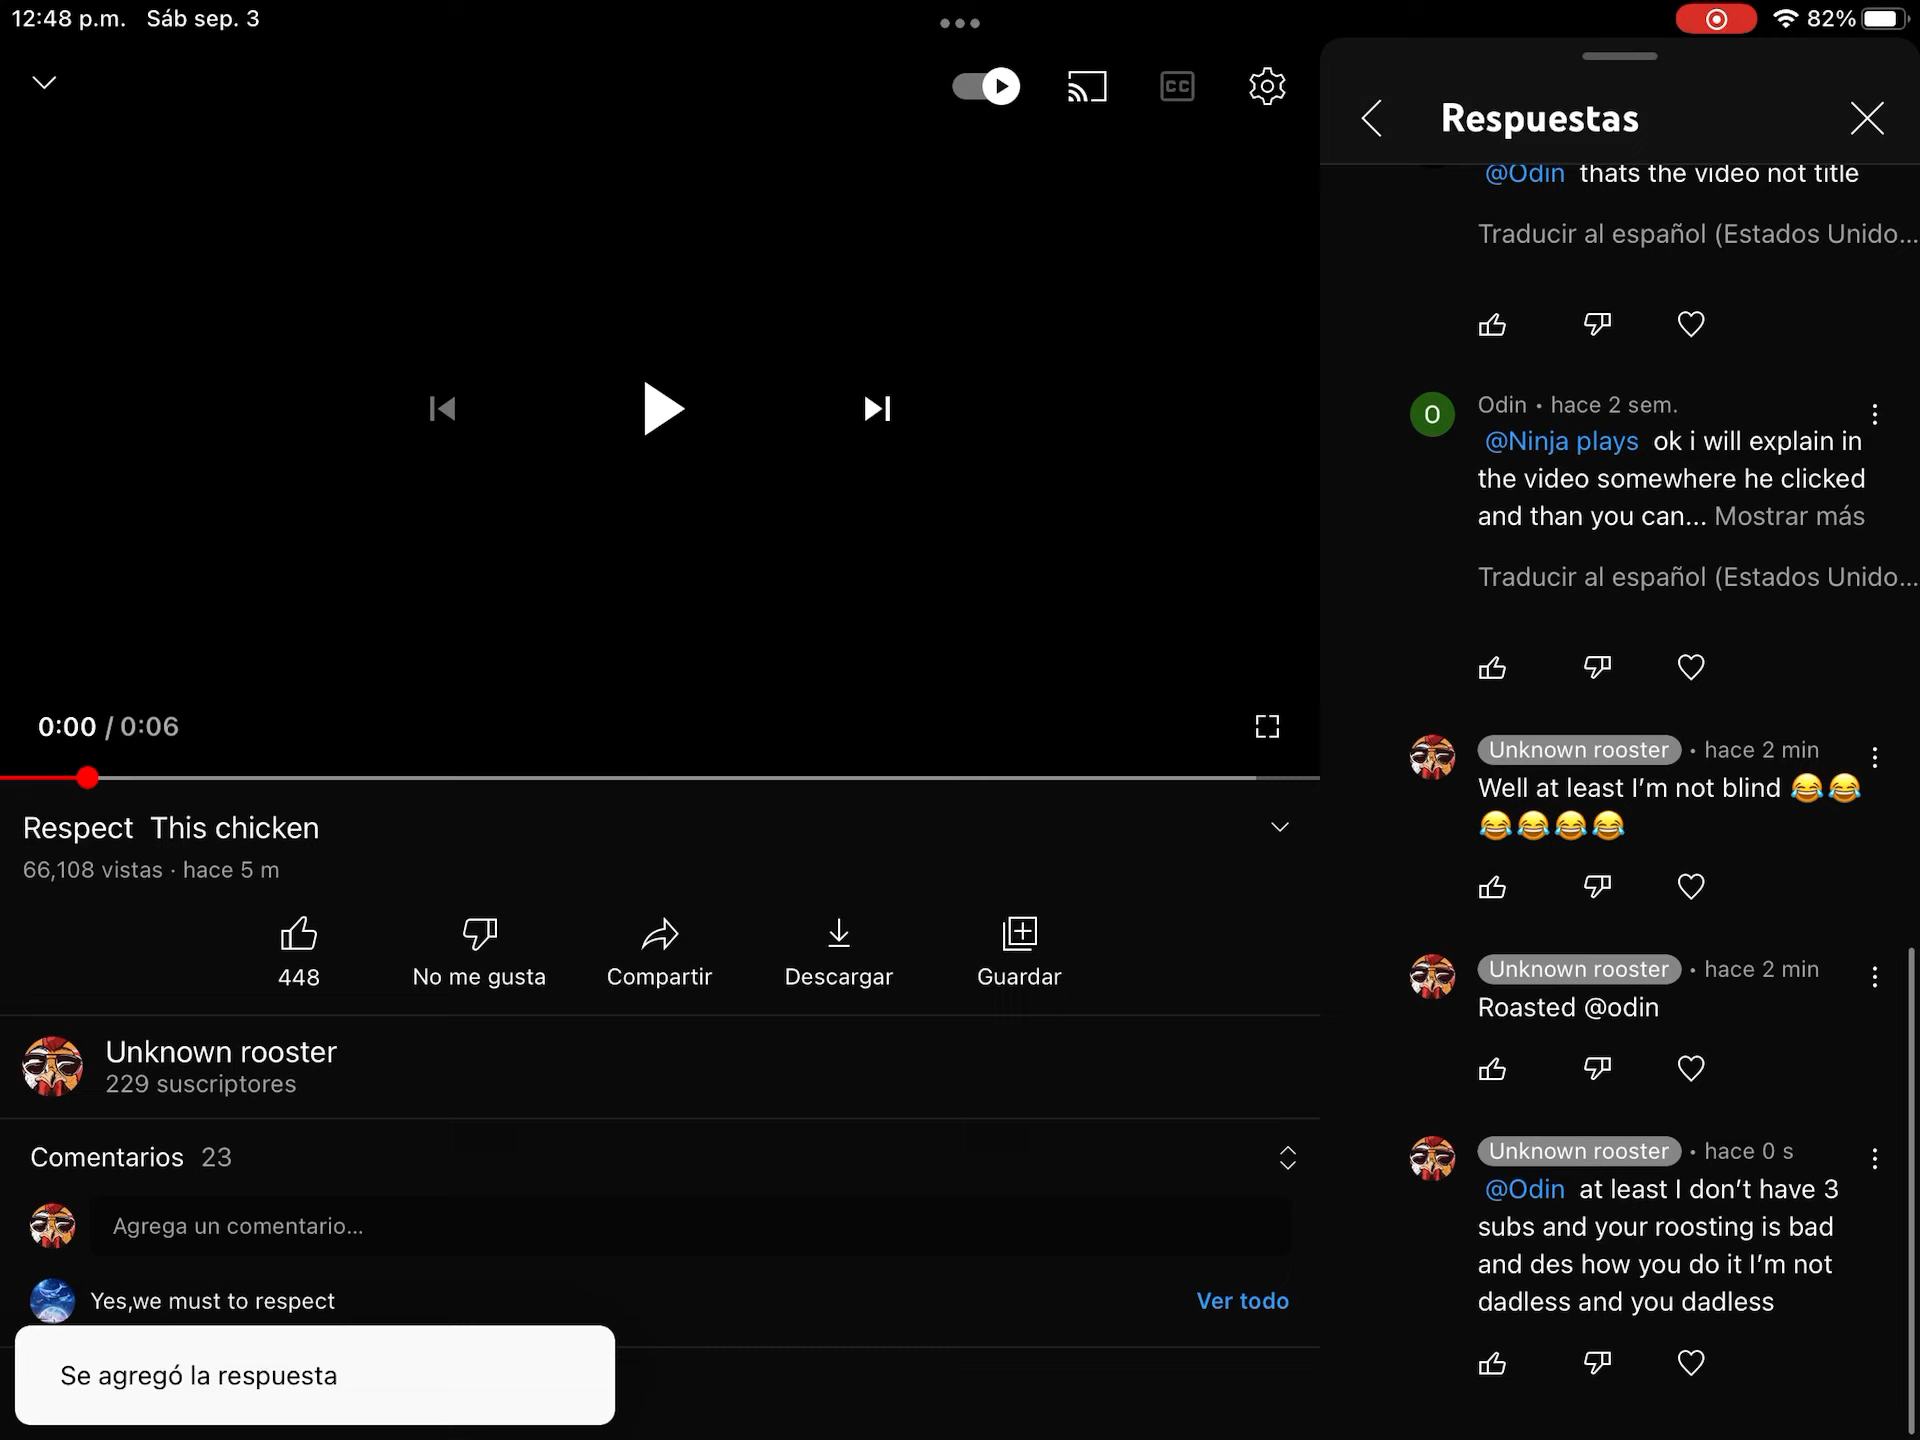 12:48 p.m. Sáb sep. 3
82%
CC
0:00 / 0:06
Respect This chicken
66,108 vistas · hace 5 m
448
No me gusta
Compartir
Descargar
Guardar
Unknown rooster
229 suscriptores
Comentarios 23
Agrega un comentario...
Yes,we must to respect
Ver todo
Se agregó la respuesta
Respuestas
@Odin thats the video not title
Traducir al español (Estados Unido...
O
Odin • hace 2 sem.
@Ninja plays ok i will explain in
the video somewhere he clicked
and than you can... Mostrar más
Traducir al español (Estados Unido...
Unknown rooster • hace 2 min
Well at least I’m not blind 😂😂
😂😂😂😂
Unknown rooster • hace 2 min
Roasted @odin
Unknown rooster • hace 0 s
@Odin at least I don’t have 3
subs and your roosting is bad
and des how you do it I’m not
dadless and you dadless